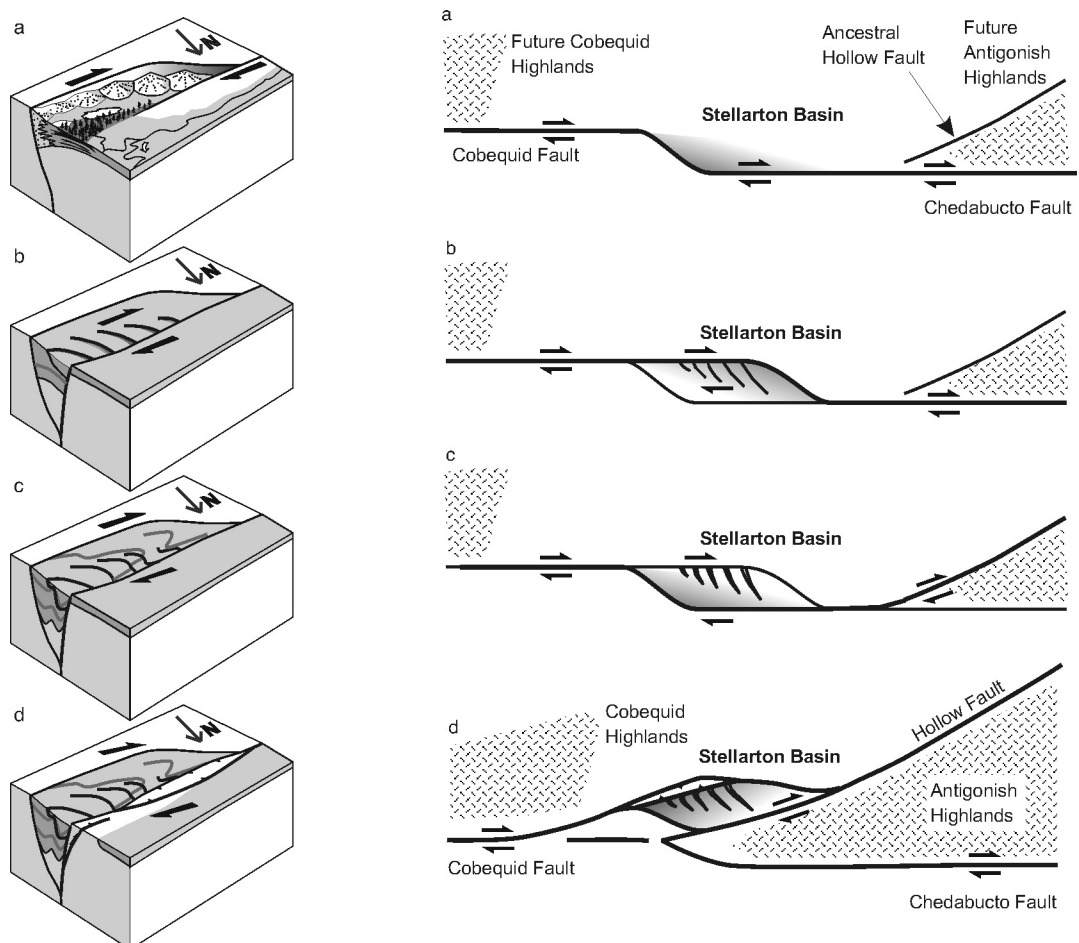 a
N
b
N
c
N
d
N
a
Future Cobequid
Highlands
Ancestral
Hollow Fault
Future
Antigonish
Highlands
Stellarton Basin
Cobequid Fault
Chedabucto Fault
b
Stellarton Basin
c
Stellarton Basin
d
Cobequid
Highlands
Stellarton Basin
Hollow Fault
Antigonish
Highlands
Cobequid Fault
Chedabucto Fault